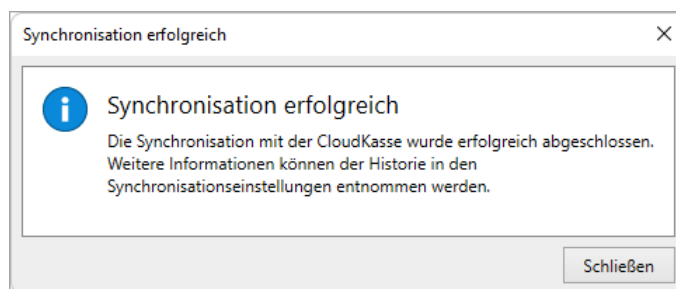 Synchronisation erfolgreich
Synchronisation erfolgreich
Die Synchronisation mit der CloudKasse wurde erfolgreich abgeschlossen.
Weitere Informationen können der Historie in den
Synchronisationseinstellungen entnommen werden.
Schließen